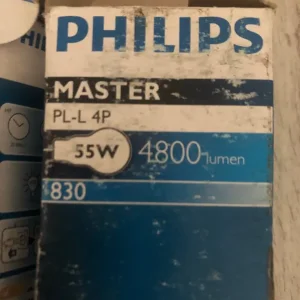 PHILIPS
MASTER
PL-L 4P
55W 4800 lumen
830